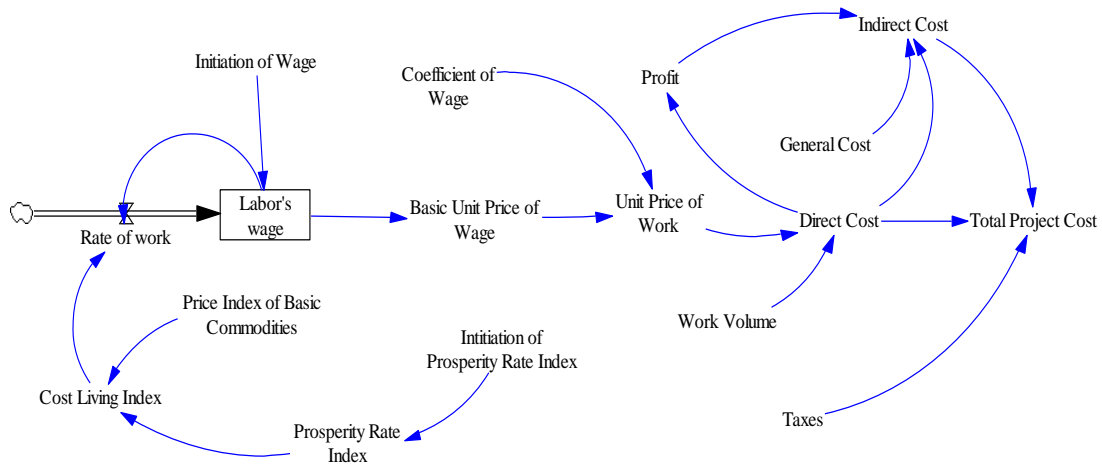 Indirect Cost
Initiation of Wage
Coefficient of
Wage
Profit
General Cost
Labor's
wage
Basic Unit Price of
Wage
Unit Price of
Work
Direct Cost
Total Project Cost
Rate of work
Price Index of Basic
Commodities
Work Volume
Intitiation of
Prosperity Rate Index
Cost Living Index
Taxes
Prosperity Rate
Index